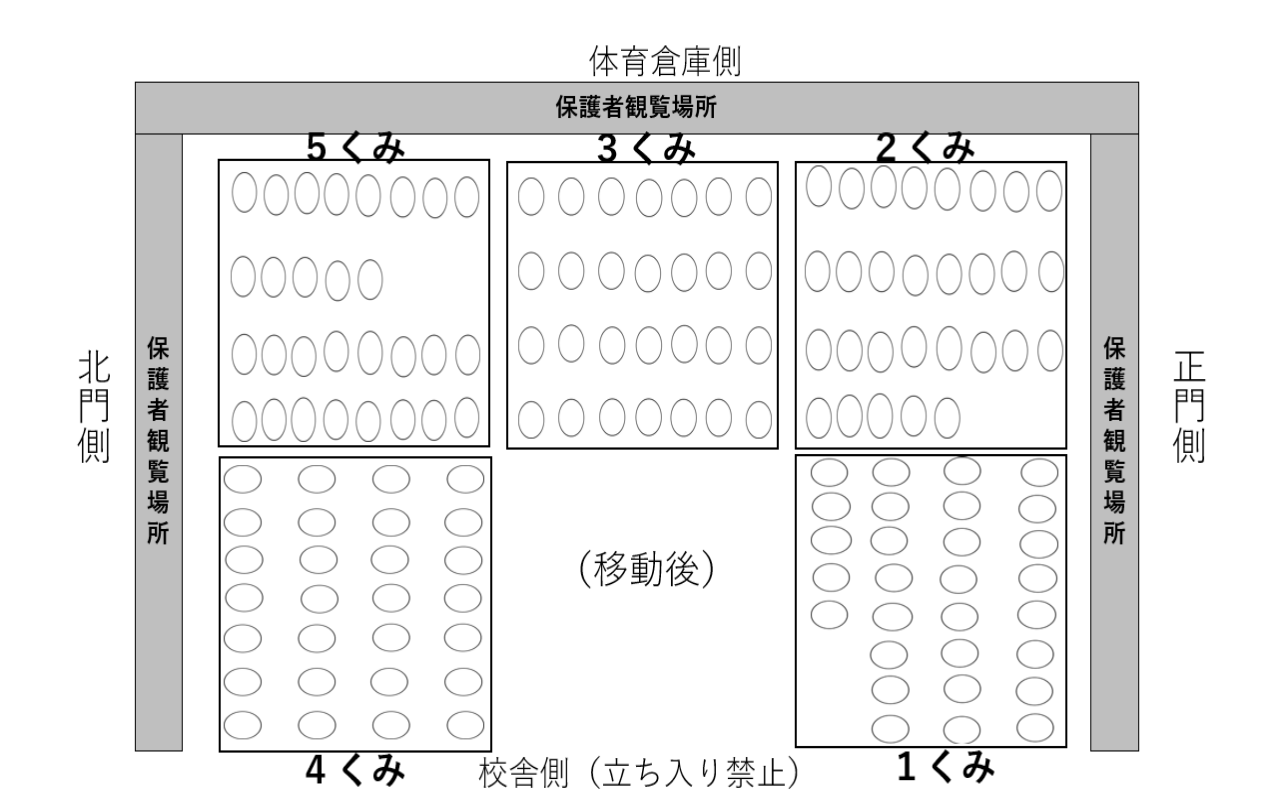 体育倉庫側
保護者観覧場所
5くみ
3くみ
2くみ
北門側
保護者観覧場所
保護者観覧場所
正門側
(移動後)
4くみ
校舎側(立ち入り禁止)
1くみ